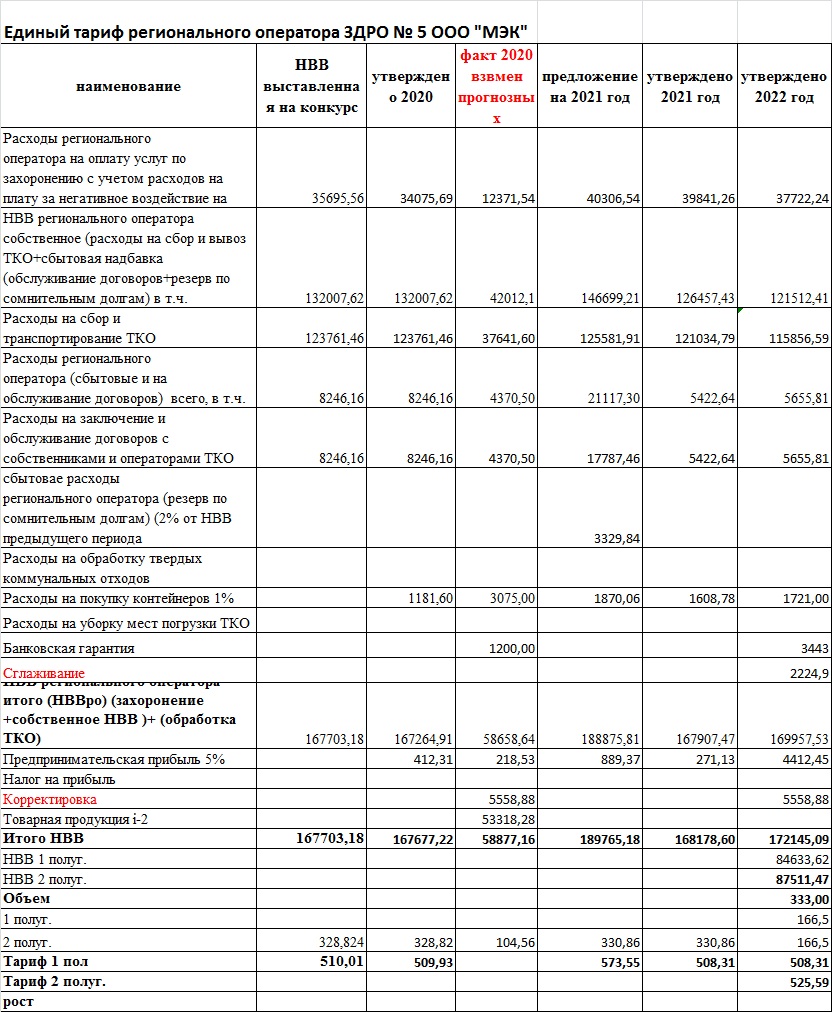 Единый тариф регионального оператора ЗДРО № 5 ООО "МЭК"
наименование
НВВ
выставленна
я на конкурс
утвержден
о 2020
факт 2020
взвмен
прогнозны
х
предложение
на 2021 год
утверждено
2021 год
утверждено
2022 год
Расходы регионального
оператора на оплату услуг по
захоронению с учетом расходов на
плату за негативное воздействие на 35695,56 34075,69 12371,54 40306,54 39841,26 37722,24
НВВ регионального оператора
собственное (расходы на сбор и вывоз
ТКО+сбытовая надбавка
(обслуживание договоров+резерв по
сомнительным долгам) в т.ч. 132007,62 132007,62 42012,1 146699,21 126457,43 121512,41
Расходы на сбор и
транспортирование ТКО 123761,46 123761,46 37641,60 125581,91 121034,79 115856,59
Расходы регионального
оператора (сбытовые и на
обслуживание договоров) всего, в т.ч. 8246,16 8246,16 4370,50 21117,30 5422,64 5655,81
Расходы на заключение и
обслуживание договоров с
собственниками и операторами ТКО 8246,16 8246,16 4370,50 17787,46 5422,64 5655,81
сбытовае расходы
регионального оператора (резерв по
сомнительным долгам) (2% от НВВ
предыдущего периода 3329,84
Расходы на обработку твердых
коммунальных отходов
Расходы на покупку контейнеров 1% 1181,60 3075,00 1870,06 1608,78 1721,00
Расходы на уборку мест погрузки ТКО
Банковская гарантия 1200,00 3443
Сглаживание 2224,9
НВВ регионального оператора
итого (НВВро) (захоронение
+собственное НВВ )+ (обработка
ТКО) 167703,18 167264,91 58658,64 188875,81 167907,47 169957,53
Предпринимательская прибыль 5% 412,31 218,53 889,37 271,13 4412,45
Налог на прибыль
Корректировка 5558,88 5558,88
Товарная продукция i-2 53318,28
Итого НВВ 167703,18 167677,22 58877,16 189765,18 168178,60 172145,09
НВВ 1 полуг. 84633,62
НВВ 2 полуг. 87511,47
Объем 333,00
1 полуг. 166,5
2 полуг. 328,824 328,82 104,56 330,86 330,86 166,5
Тариф 1 пол 510,01 509,93 573,55 508,31 508,31
Тариф 2 полуг. 525,59
рост